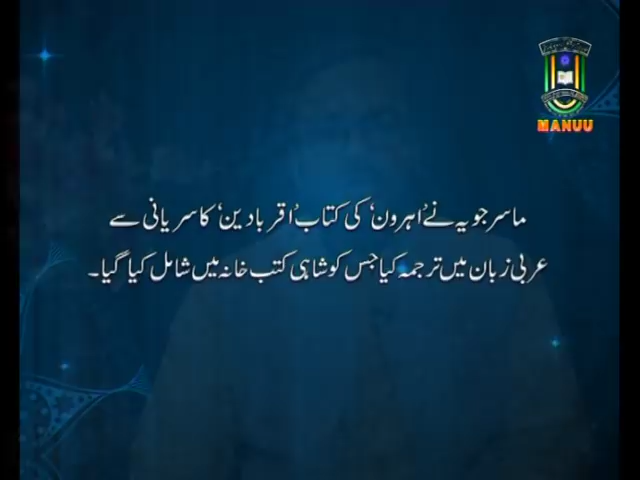 MANUU
ماسرجویہ نے ’اہرون‘ کی کتاب ’اقربادین‘ کا سریانی سے
عربی زبان میں ترجمہ کیا جس کو شاہی کتب خانہ میں شامل کیا گیا۔